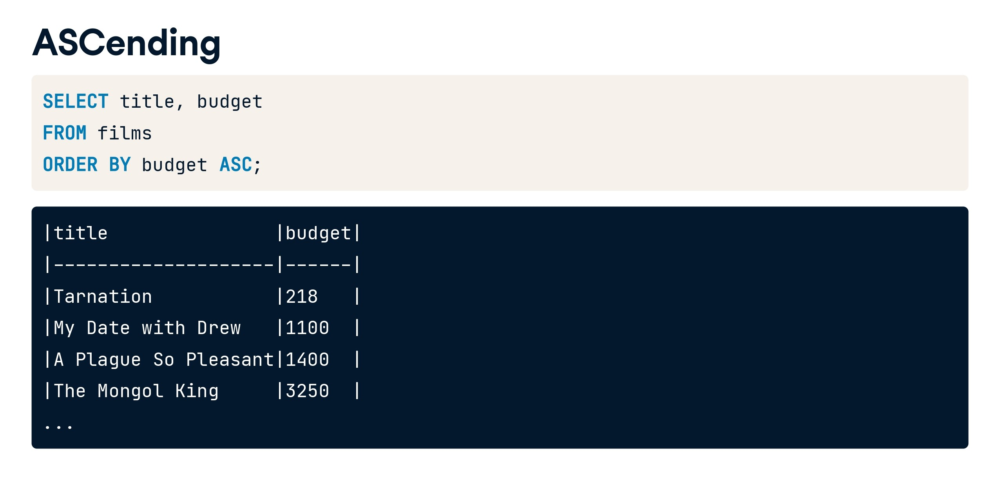 ASCending
SELECT title, budget
FROM films
ORDER BY budget ASC;
|title               |budget|
|--------------------|------|
|Tarnation           |218   |
|My Date with Drew   |1100  |
|A Plague So Pleasant|1400  |
|The Mongol King     |3250  |
...